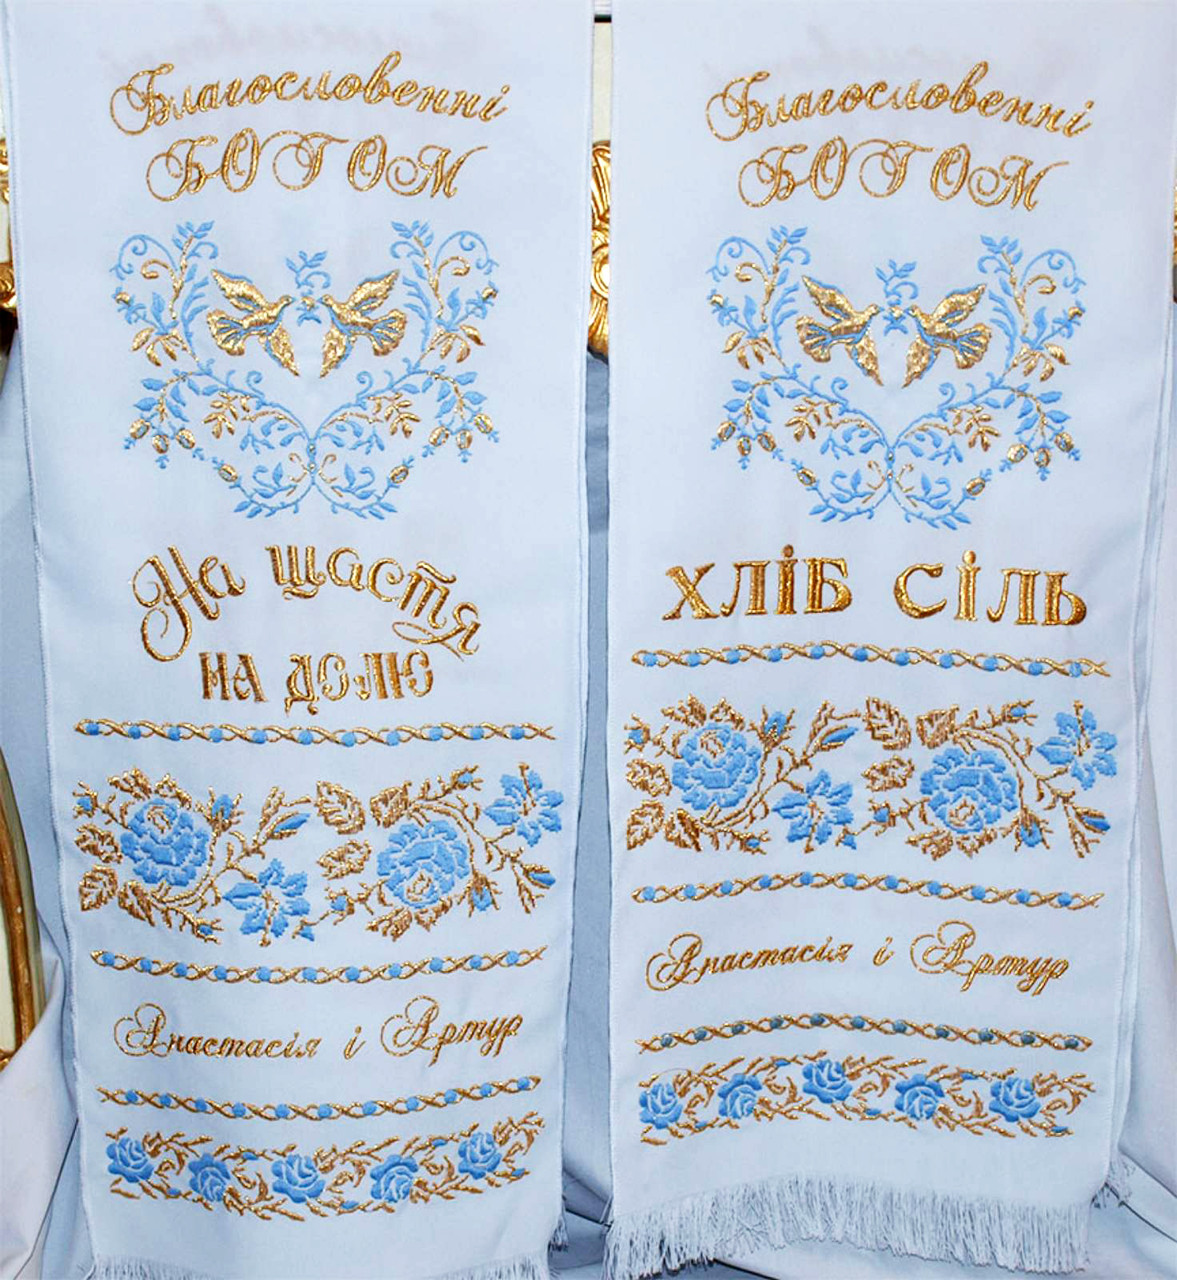 Благословенні
БОГОМ
На щастя
на долю
Анастасія і Артур
Благословенні
БОГОМ
ХЛІБ СІЛЬ
Анастасія і Артур